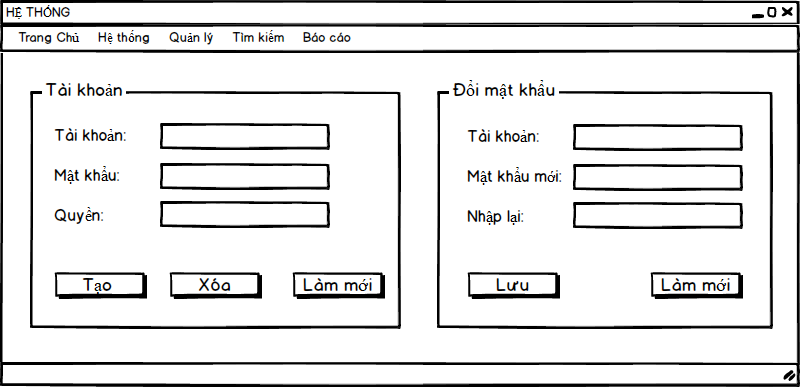 HỆ THỐNG
Trang Chủ Hệ thống Quản lý Tìm kiếm Báo cáo
Tài khoản
Tài khoản:
Mật khẩu:
Quyền:
Tạo Xóa Làm mới
Đổi mật khẩu
Tài khoản:
Mật khẩu mới:
Nhập lại:
Lưu Làm mới